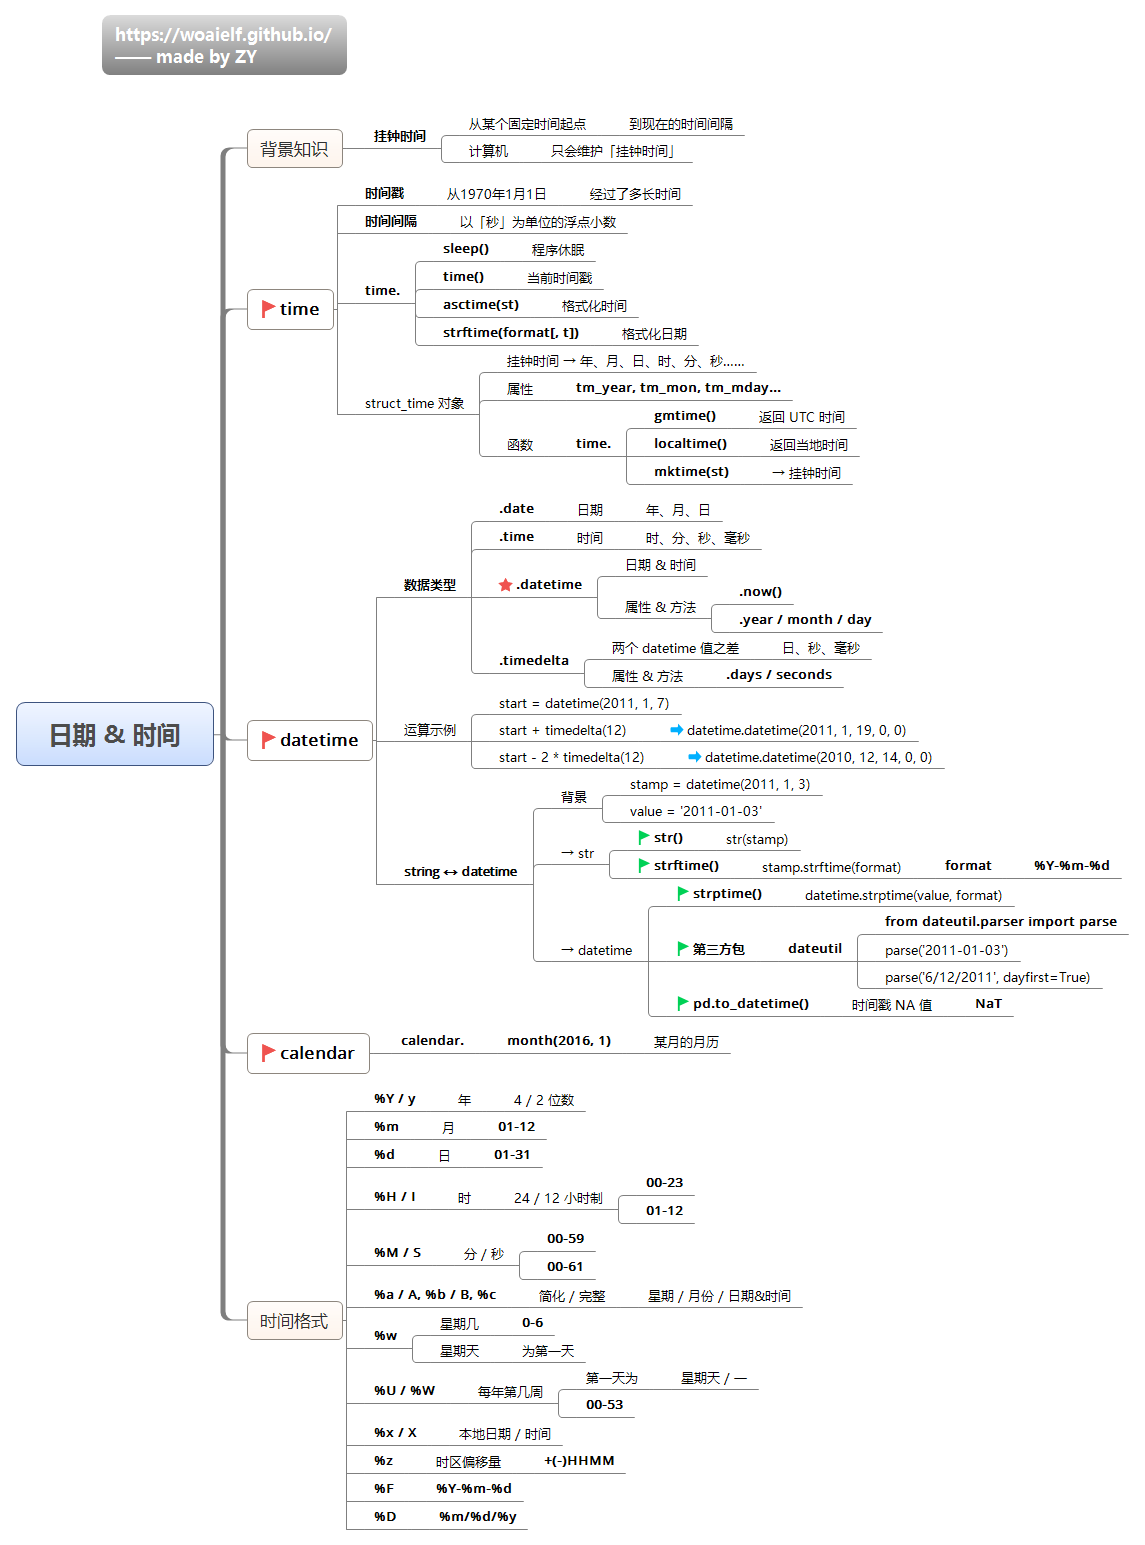 https://woaielf.github.io/
—— made by ZY
日期 & 时间
背景知识
挂钟时间
从某个固定时间起点 到现在的时间间隔
计算机 只会维护「挂钟时间」
time
时间戳 从1970年1月1日 经过了多长时间
时间间隔 以「秒」为单位的浮点小数
time.
sleep() 程序休眠
time() 当前时间戳
asctime(st) 格式化时间
strftime(format[, t]) 格式化日期
struct_time 对象
挂钟时间 → 年、月、日、时、分、秒……
属性 tm_year, tm_mon, tm_mday...
函数 time.
gmtime() 返回 UTC 时间
localtime() 返回当地时间
mktime(st) → 挂钟时间
datetime
数据类型
.date 日期 年、月、日
.time 时间 时、分、秒、毫秒
.datetime
日期 & 时间
属性 & 方法
.now()
.year / month / day
.timedelta
两个 datetime 值之差 日、秒、毫秒
属性 & 方法 .days / seconds
运算示例
start = datetime(2011, 1, 7)
start + timedelta(12) datetime.datetime(2011, 1, 19, 0, 0)
start - 2 * timedelta(12) datetime.datetime(2010, 12, 14, 0, 0)
string ↔ datetime
背景
stamp = datetime(2011, 1, 3)
value = '2011-01-03'
→ str
str() str(stamp)
strftime() stamp.strftime(format) format %Y-%m-%d
→ datetime
strptime() datetime.strptime(value, format)
第三方包 dateutil
from dateutil.parser import parse
parse('2011-01-03')
parse('6/12/2011', dayfirst=True)
pd.to_datetime() 时间戳 NA 值 NaT
calendar
calendar. month(2016, 1) 某月的月历
时间格式
%Y / y 年 4 / 2 位数
%m 月 01-12
%d 日 01-31
%H / I 时 24 / 12 小时制
00-23
01-12
%M / S 分 / 秒
00-59
00-61
%a / A, %b / B, %c 简化 / 完整 星期 / 月份 / 日期&时间
%w
星期几 0-6
星期天 为第一天
%U / %W 每年第几周
第一天为 星期天 / 一
00-53
%x / X 本地日期 / 时间
%z 时区偏移量 +(-)HHMM
%F %Y-%m-%d
%D %m/%d/%y